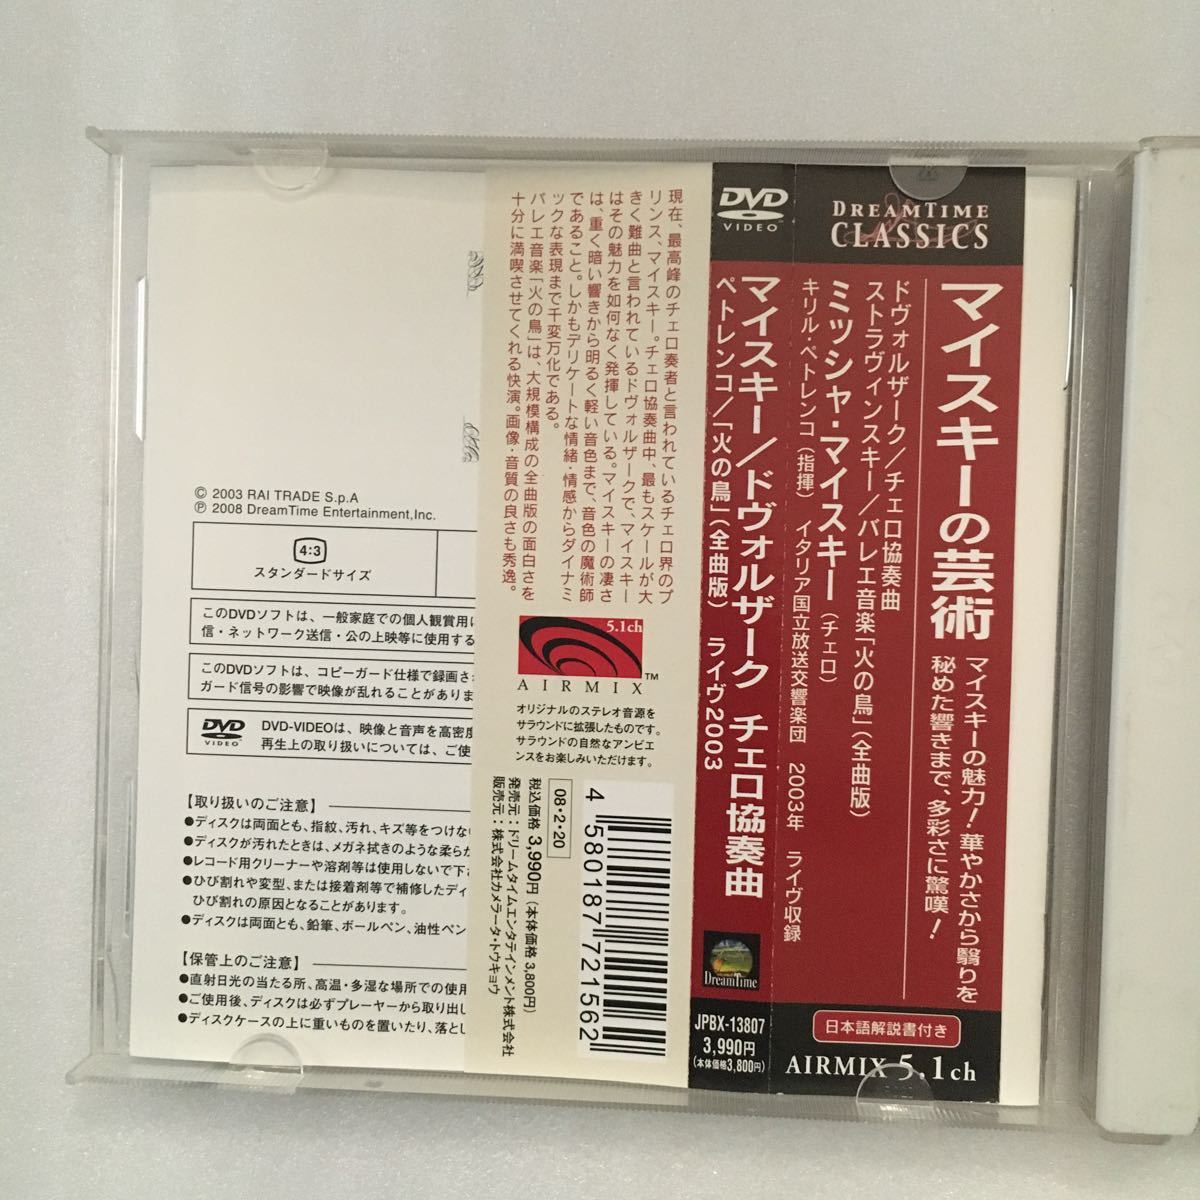 DREAMTIME
CLASSICS
マイスキーの芸術
マイスキーの魅力！華やかさから翳りを
秘めた響きまで、多彩さに驚嘆！
ドヴォルザーク／チェロ協奏曲
ストラヴィンスキー／バレエ音楽「火の鳥」（全曲版）
ミッシャ・マイスキー（チェロ）
キリル・ペトレンコ（指揮） イタリア国立放送交響楽団 2003年 ライヴ収録
日本語解説書付き
AIRMIX 5.1ch
DVD
VIDEO™
マイスキー／ドヴォルザーク チェロ協奏曲
ペトレンコ／「火の鳥」（全曲版） ライヴ2003
DreamTime
JPBX-13807
3,990円
（本体価格3,800円）
現在、最高峰のチェロ奏者と言われているチェロ界のプ
リンス、マイスキー。チェロ協奏曲中、最もスケールが大
きく難曲と言われているドヴォルザークで、マイスキー
はその魅力を如何なく発揮している。マイスキーの凄さ
は、重く暗い響きから明るく軽い音色まで、音色の魔術師
であること。しかもデリケートな情緒・情感からダイナミ
ックな表現まで千変万化である。
バレエ音楽「火の鳥」は、大規模構成の全曲版の面白さを
十分に満喫させてくれる快演。画像・音質の良さも秀逸。
5.1ch
AIRMIX™
オリジナルのステレオ音源を
サラウンドに拡張したものです。
サラウンドの自然なアンビエ
ンスをお楽しみいただけます。
4 580187 721562
08・2・20
税込価格 3,990円（本体価格 3,800円）
発売元：ドリームタイムエンタテインメント株式会社
販売元：株式会社カメラータ・トウキョウ
© 2003 RAI TRADE S.p.A
℗ 2008 DreamTime Entertainment,Inc.
4:3
スタンダードサイズ
このDVDソフトは、一般家庭での個人観賞用に
信・ネットワーク送信・公の上映等に使用する
このDVDソフトは、コピーガード仕様で録画され
ガード信号の影響で映像が乱れることがありま
DVD
VIDEO
DVD-VIDEOは、映像と音声を高密度
再生上の取り扱いについては、ご使
【取り扱いのご注意】
●ディスクは両面とも、指紋、汚れ、キズ等をつけない
●ディスクが汚れたときは、メガネ拭きのような柔らか
●レコード用クリーナーや溶剤等は使用しないで下さ
●ひび割れや変型、または接着剤等で補修したディ
ひび割れの原因となることがあります。
●ディスクは両面とも、鉛筆、ボールペン、油性ペン
【保管上のご注意】
●直射日光の当たる所、高温・多湿な場所での使用
●ご使用後、ディスクは必ずプレーヤーから取り出し
●ディスクケースの上に重いものを置いたり、落とし